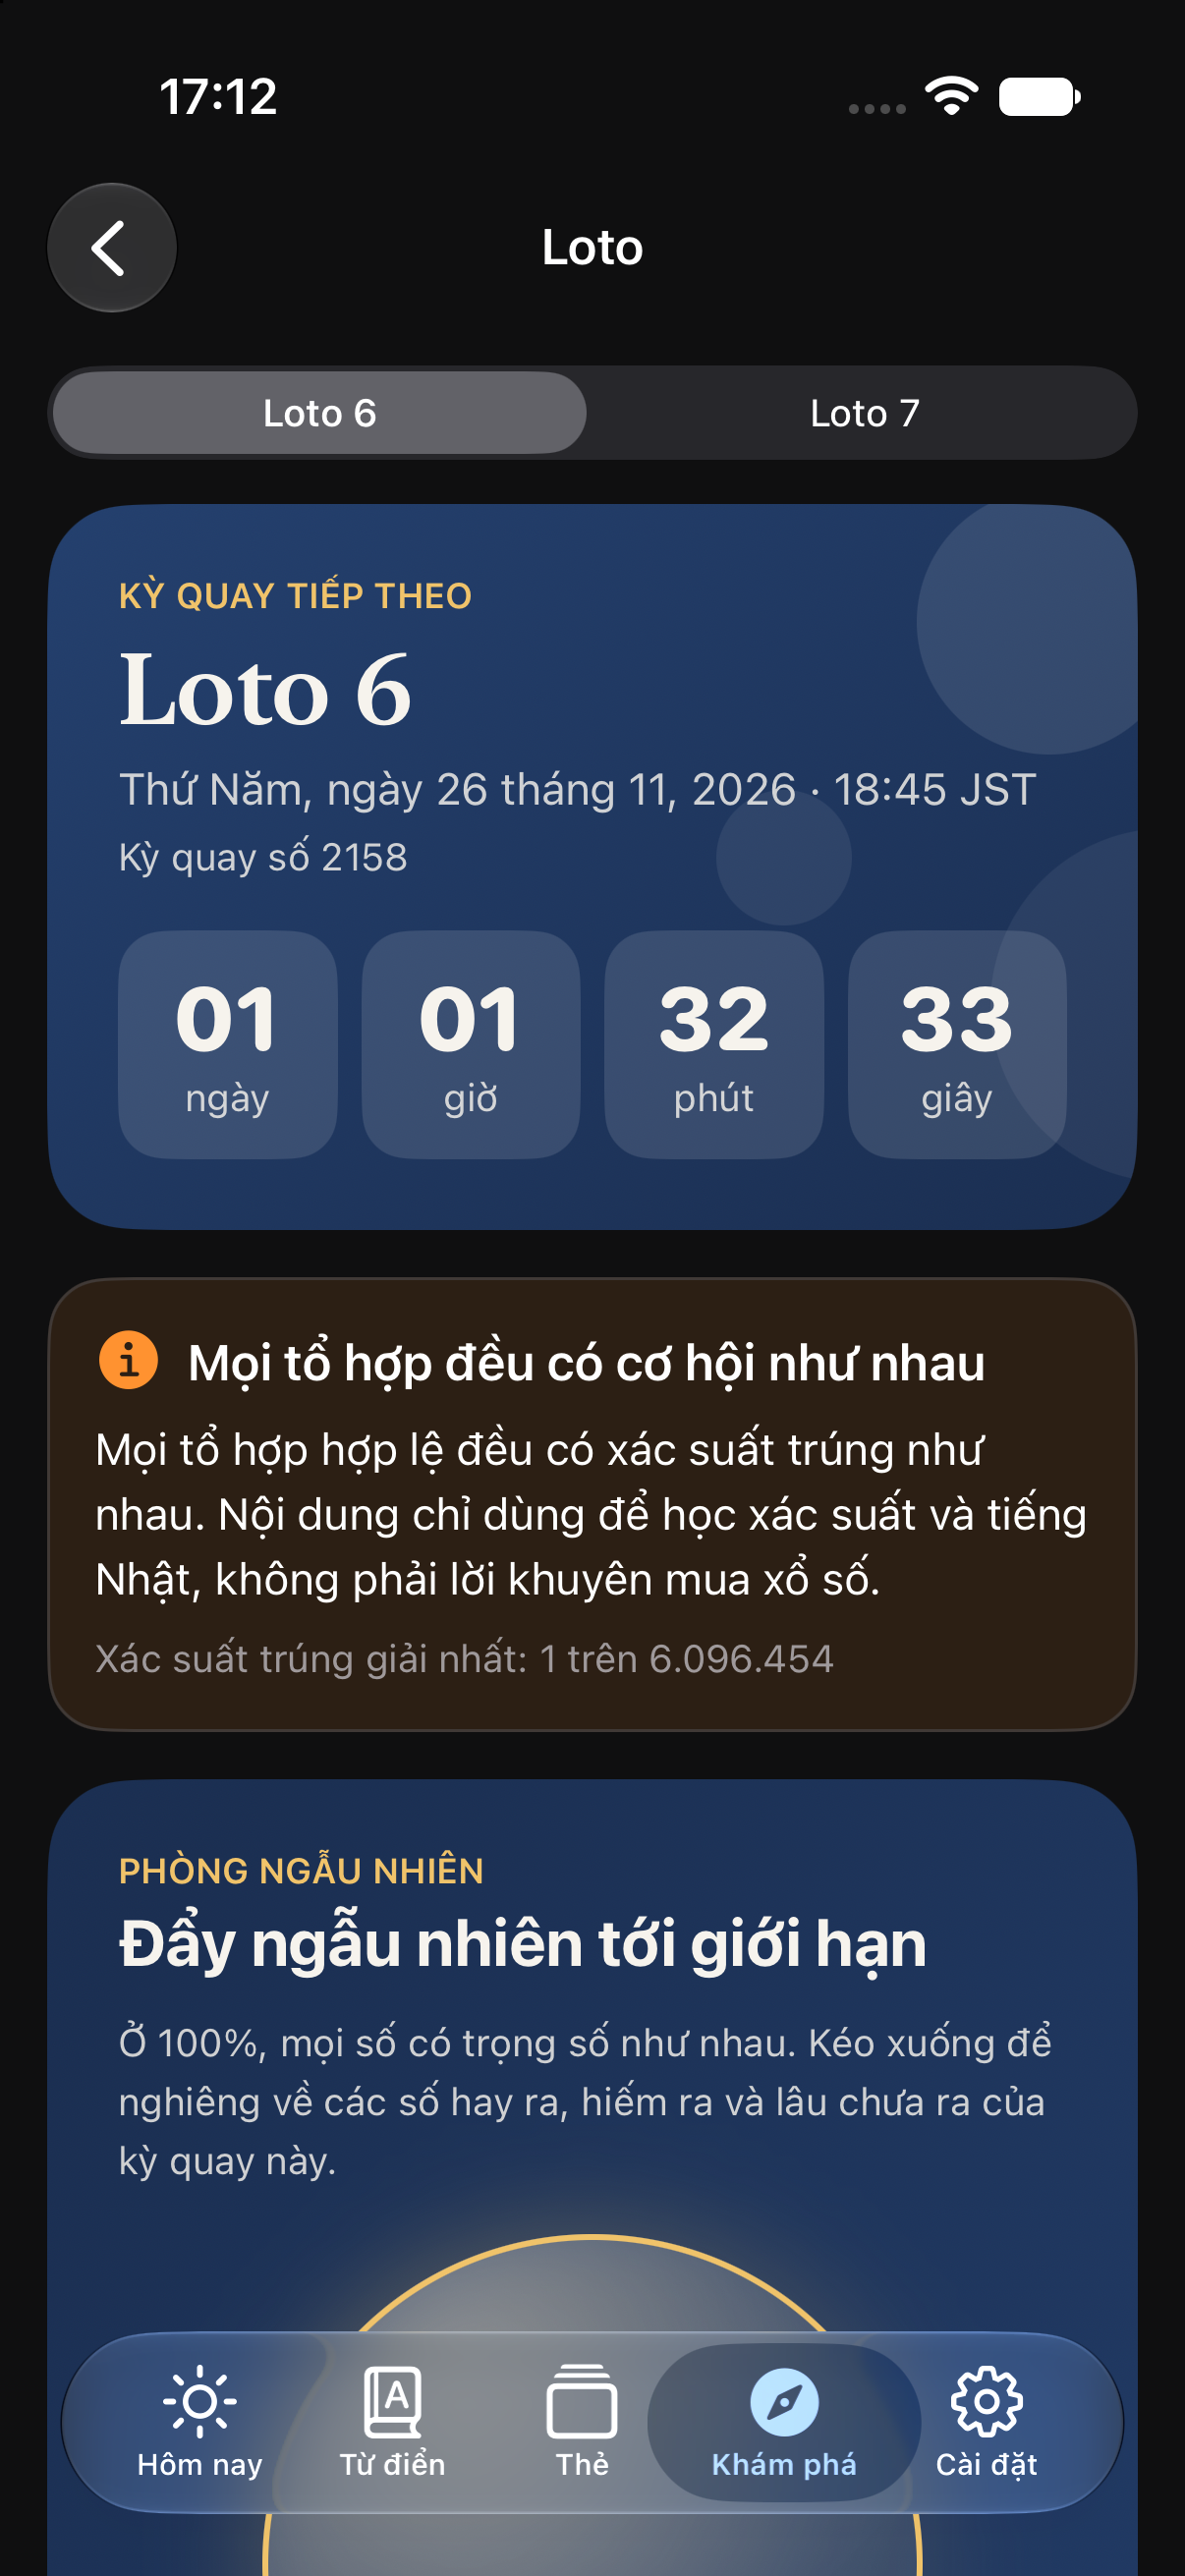 17:12
Loto
Loto 6
Loto 7
KỲ QUAY TIẾP THEO
Loto 6
Thứ Năm, ngày 26 tháng 11, 2026 · 18:45 JST
Kỳ quay số 2158
01
ngày
01
giờ
32
phút
33
giây
Mọi tổ hợp đều có cơ hội như nhau
Mọi tổ hợp hợp lệ đều có xác suất trúng như
nhau. Nội dung chỉ dùng để học xác suất và tiếng
Nhật, không phải lời khuyên mua xổ số.
Xác suất trúng giải nhất: 1 trên 6.096.454
PHÒNG NGẪU NHIÊN
Đẩy ngẫu nhiên tới giới hạn
Ở 100%, mọi số có trọng số như nhau. Kéo xuống để
nghiêng về các số hay ra, hiếm ra và lâu chưa ra của
kỳ quay này.
Hôm nay
Từ điển
Thẻ
Khám phá
Cài đặt